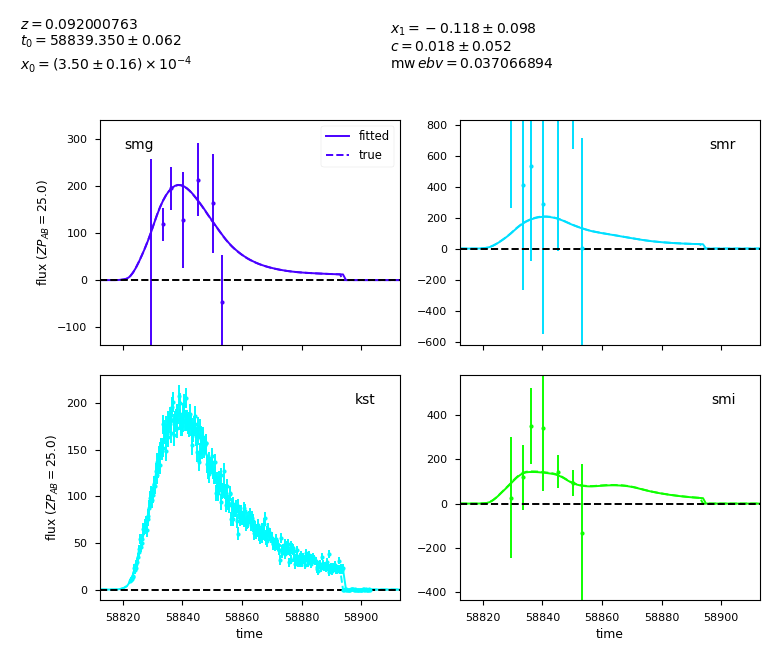 z = 0.092000763
t₀ = 58839.350 ± 0.062
x₀ = (3.50 ± 0.16) × 10⁻⁴
x₁ = −0.118 ± 0.098
c = 0.018 ± 0.052
mw ebv = 0.037066894
smg
fitted
true
300
200
100
0
−100
flux (ZP_AB = 25.0)
smr
800
600
400
200
0
−200
−400
−600
kst
200
150
100
50
0
flux (ZP_AB = 25.0)
58820 58840 58860 58880 58900
time
smi
400
200
0
−200
−400
58820 58840 58860 58880 58900
time